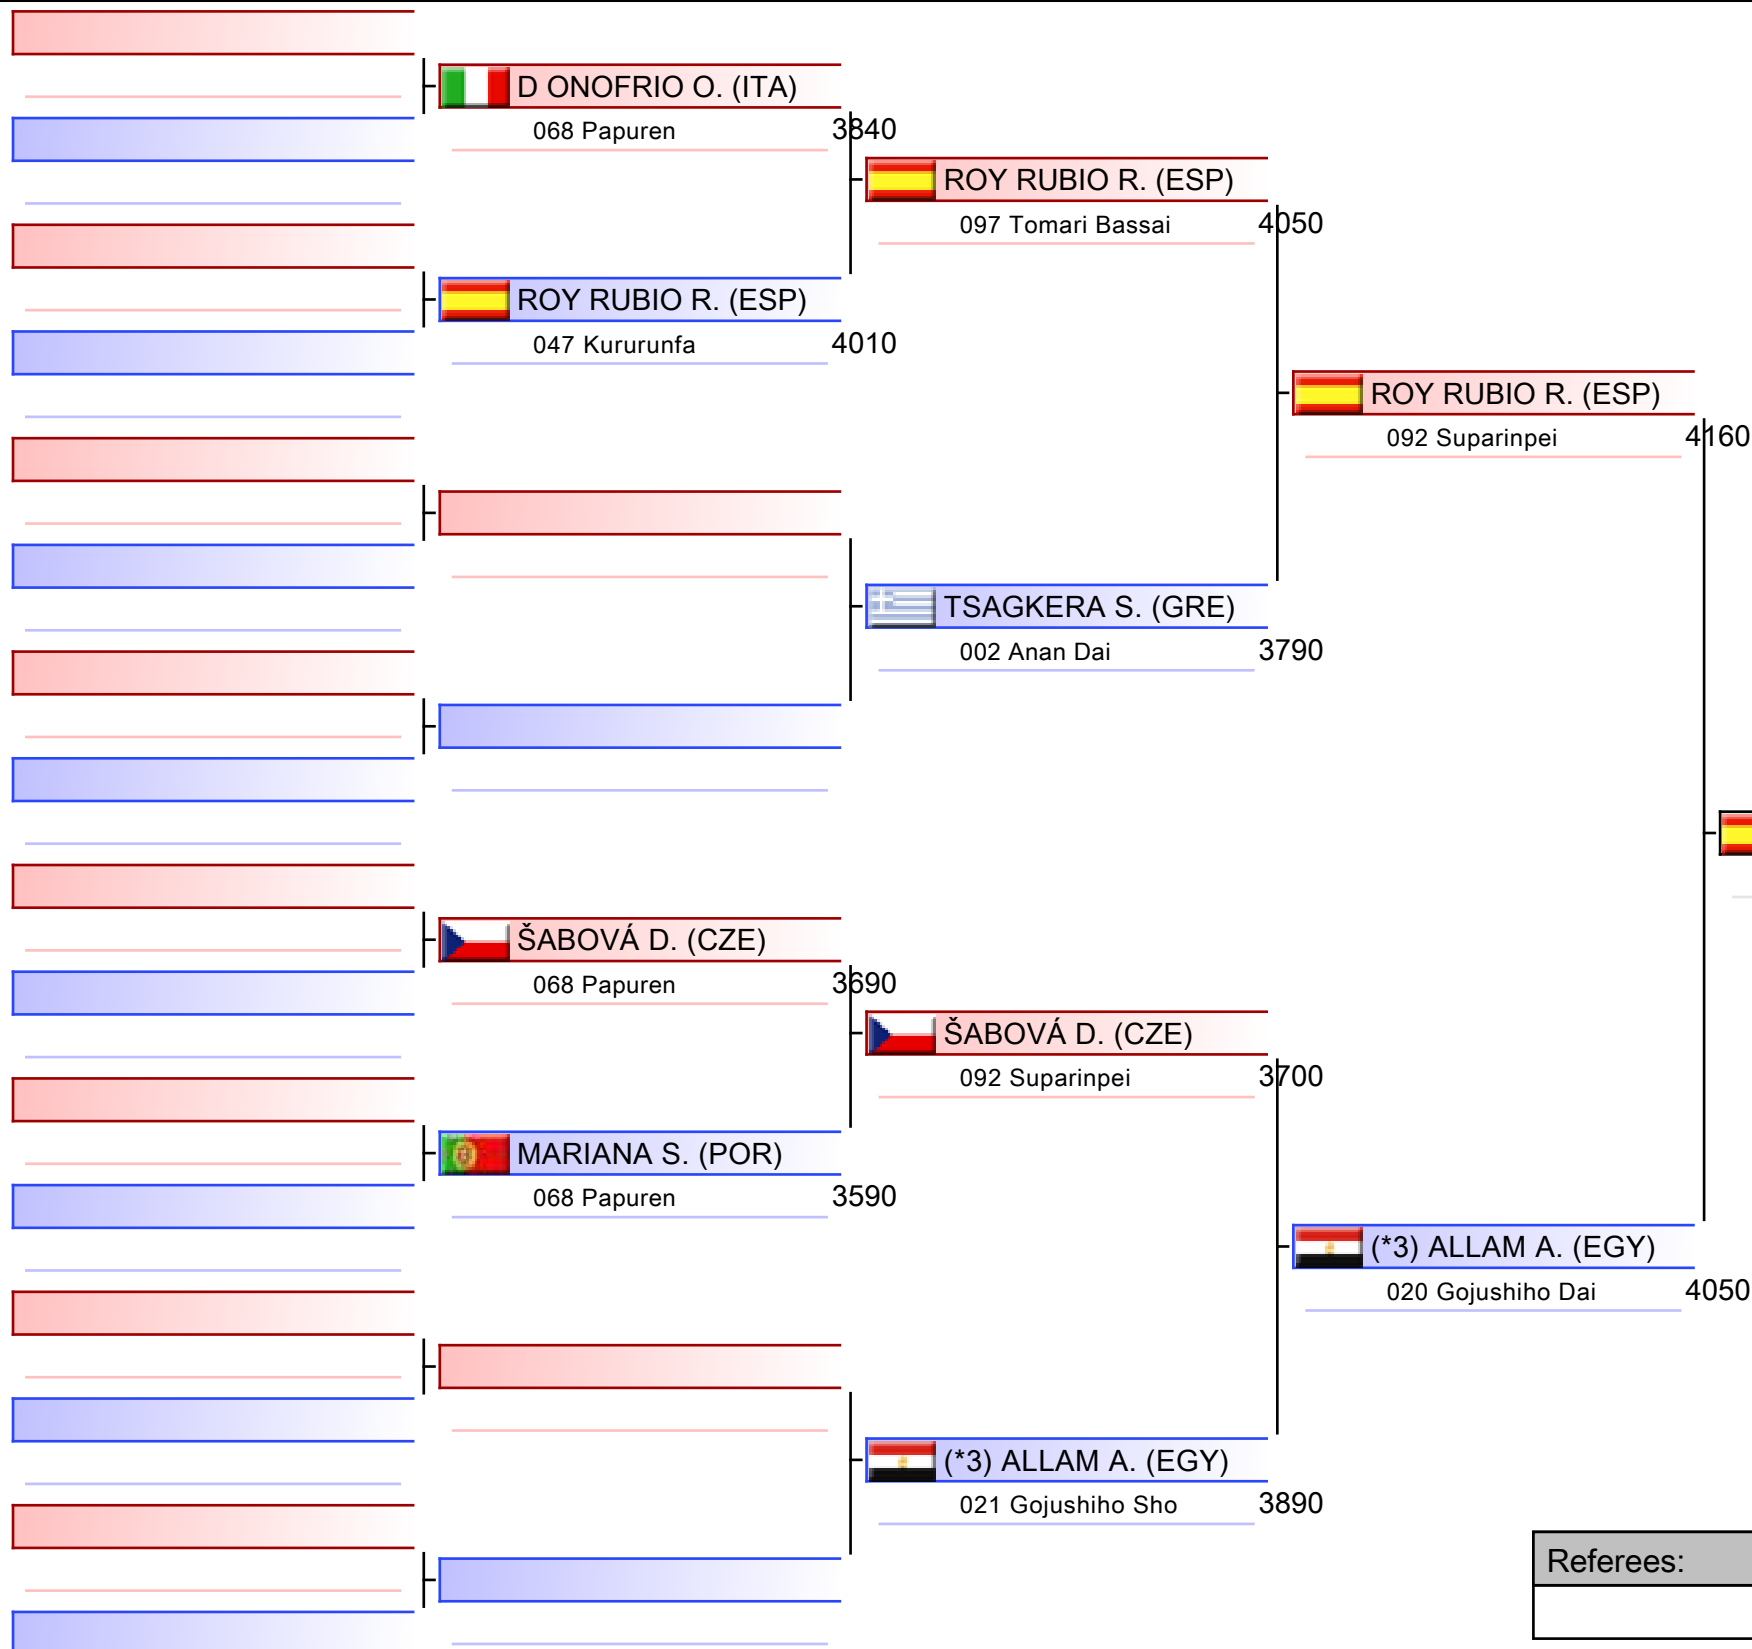 D ONOFRIO O. (ITA)
068 Papuren 3840
ROY RUBIO R. (ESP)
097 Tomari Bassai 4050
ROY RUBIO R. (ESP)
047 Kururunfa 4010
ROY RUBIO R. (ESP)
092 Suparinpei 4160
TSAGKERA S. (GRE)
002 Anan Dai 3790
ŠABOVÁ D. (CZE)
068 Papuren 3690
ŠABOVÁ D. (CZE)
092 Suparinpei 3700
MARIANA S. (POR)
068 Papuren 3590
(*3) ALLAM A. (EGY)
020 Gojushiho Dai 4050
(*3) ALLAM A. (EGY)
021 Gojushiho Sho 3890
Referees: